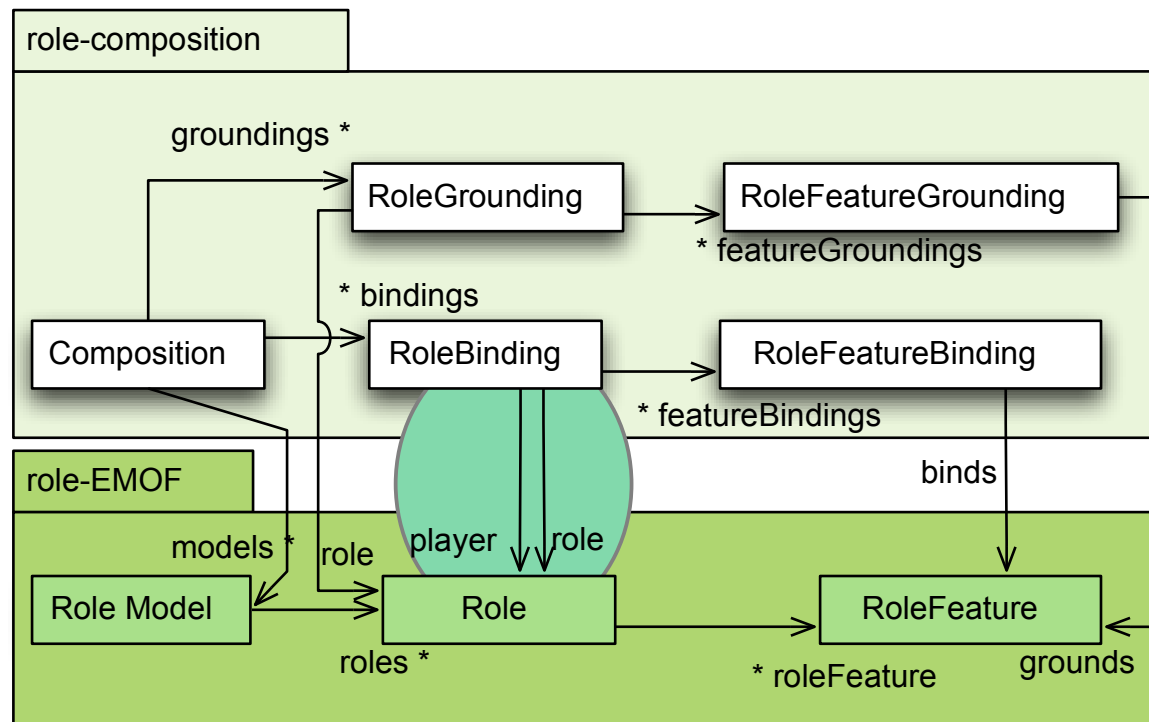 role-composition
groundings *
RoleGrounding
RoleFeatureGrounding
* featureGroundings
* bindings
Composition
RoleBinding
RoleFeatureBinding
* featureBindings
role-EMOF
binds
models *
role
player
role
Role Model
Role
RoleFeature
roles *
* roleFeature
grounds